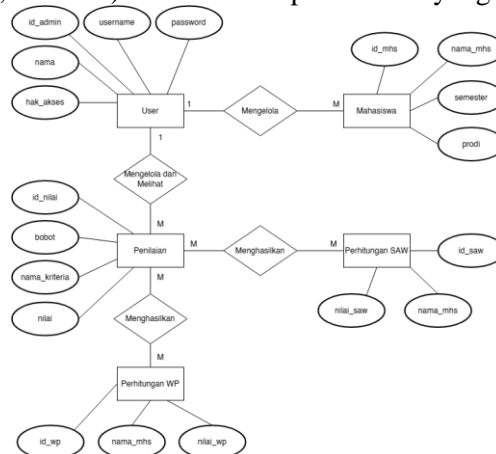 id_admin
username
password
nama
hak_akses
User
1
Mengelola
M
Mahasiswa
id_mhs
nama_mhs
semester
prodi
1
Mengelola dan
Melihat
M
id_nilai
bobot
nama_kriteria
nilai
Penilaian
M
Menghasilkan
M
Perhitungan SAW
id_saw
nilai_saw
nama_mhs
M
Menghasilkan
M
Perhitungan WP
id_wp
nama_mhs
nilai_wp